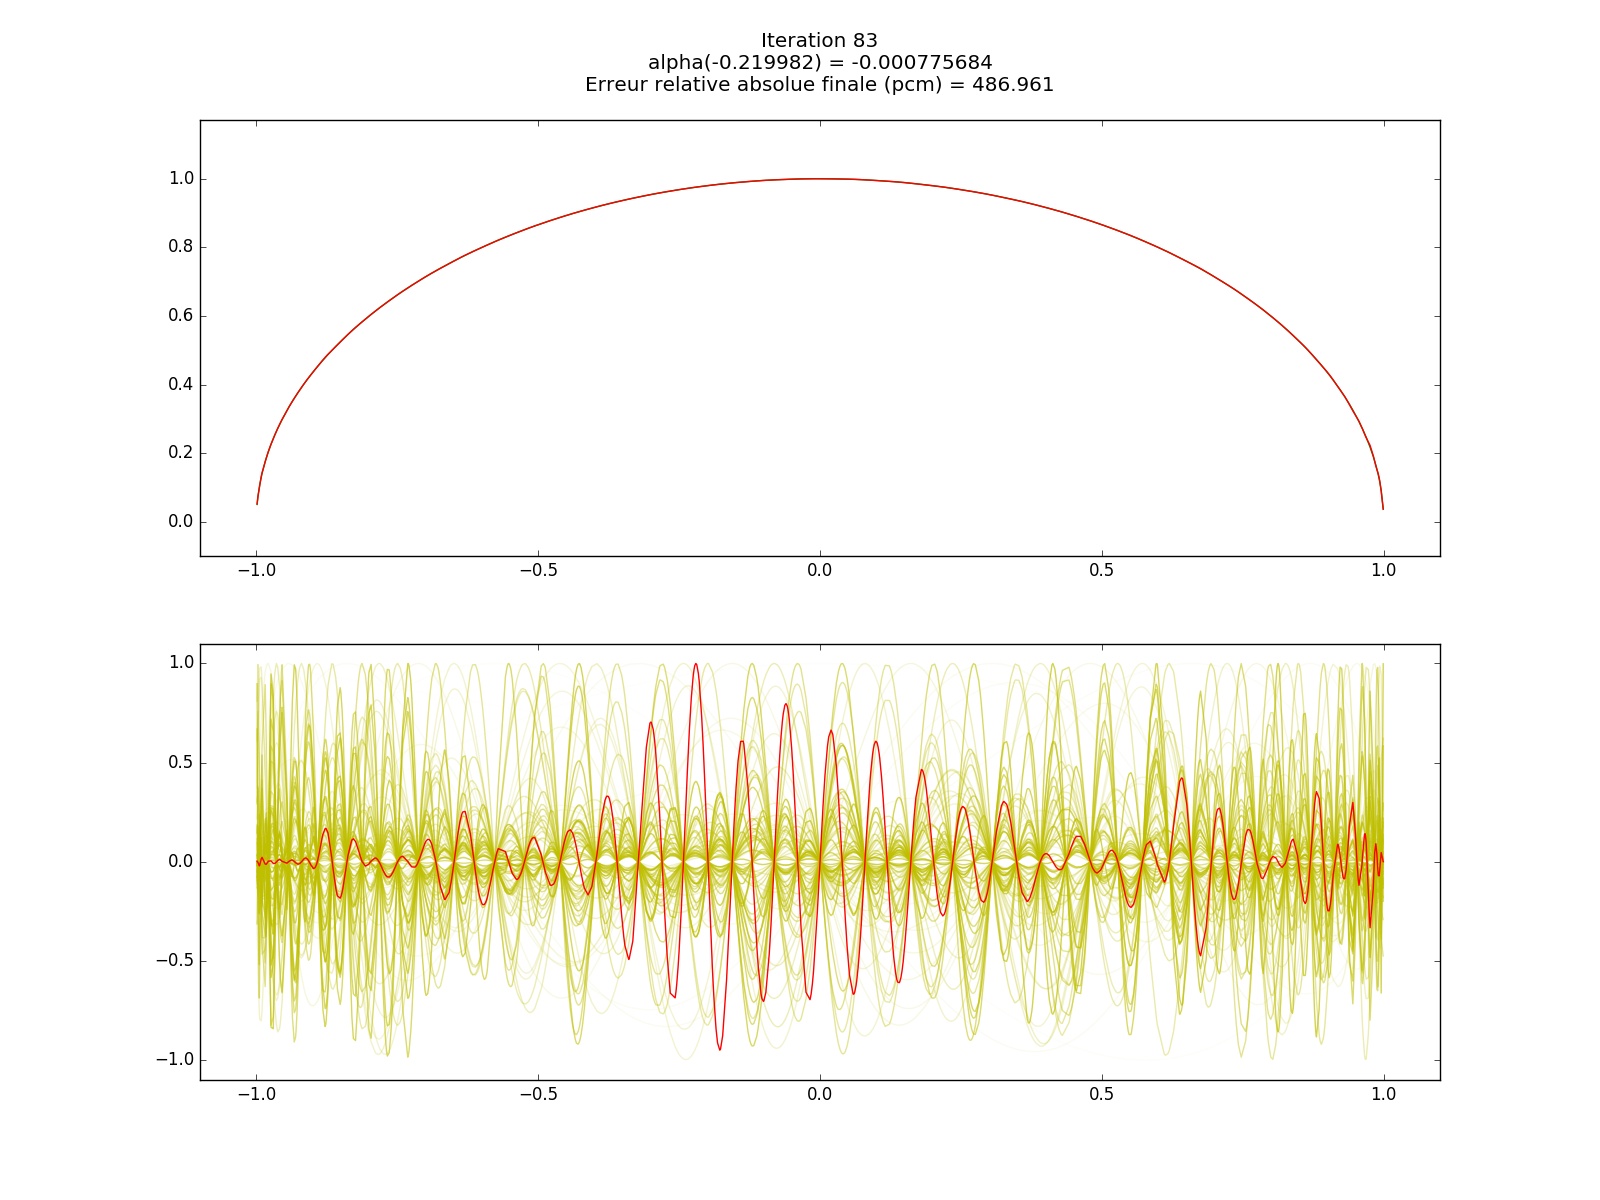 Iteration 83
alpha(-0.219982) = -0.000775684
Erreur relative absolue finale (pcm) = 486.961
1.0
0.8
0.6
0.4
0.2
0.0
−1.0 −0.5 0.0 0.5 1.0
1.0
0.5
0.0
−0.5
−1.0
−1.0 −0.5 0.0 0.5 1.0